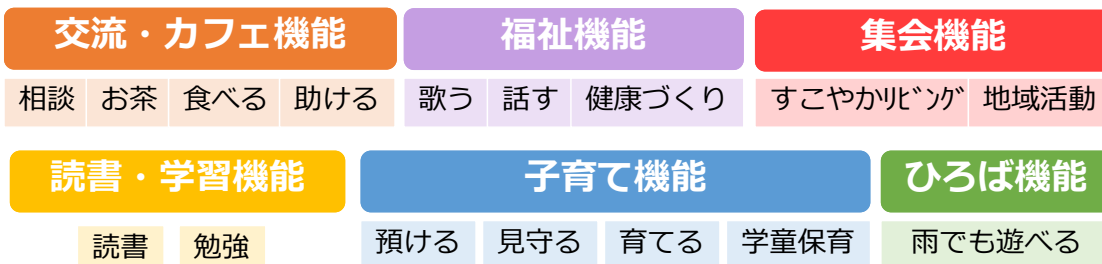 交流・カフェ機能 福祉機能 集会機能
相談 お茶 食べる 助ける 歌う 話す 健康づくり すこやかﾘﾋﾞﾝｸﾞ 地域活動
読書・学習機能 子育て機能 ひろば機能
読書 勉強 預ける 見守る 育てる 学童保育 雨でも遊べる